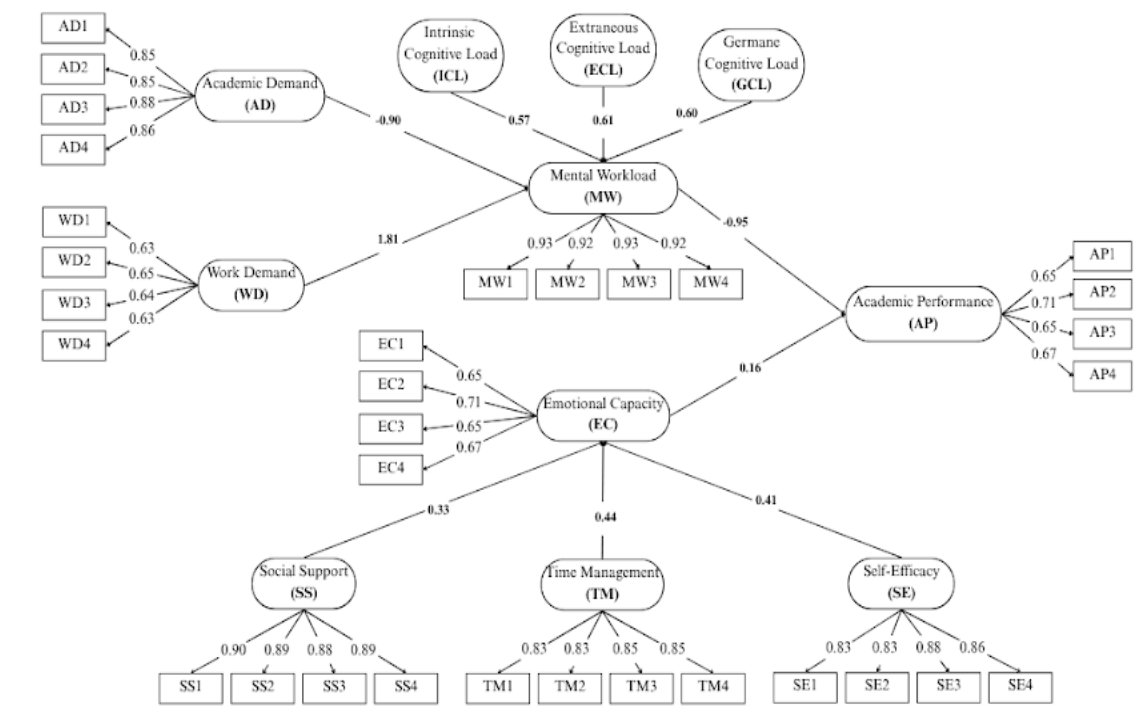 AD1
AD2
AD3
AD4
0.85
0.85
0.88
0.86
Academic Demand
(AD)
-0.90
Intrinsic
Cognitive Load
(ICL)
Extraneous
Cognitive Load
(ECL)
Germane
Cognitive Load
(GCL)
0.57
0.61
0.60
Mental Workload
(MW)
0.93
0.92
0.93
0.92
MW1
MW2
MW3
MW4
WD1
WD2
WD3
WD4
0.63
0.65
0.64
0.63
Work Demand
(WD)
1.81
-0.95
Academic Performance
(AP)
0.65
0.71
0.65
0.67
AP1
AP2
AP3
AP4
EC1
EC2
EC3
EC4
0.65
0.71
0.65
0.67
Emotional Capacity
(EC)
0.16
0.33
0.44
0.41
Social Support
(SS)
0.90
0.89
0.88
0.89
SS1
SS2
SS3
SS4
Time Management
(TM)
0.83
0.85
0.85
0.85
TM1
TM2
TM3
TM4
Self-Efficacy
(SE)
0.83
0.83
0.88
0.86
SE1
SE2
SE3
SE4